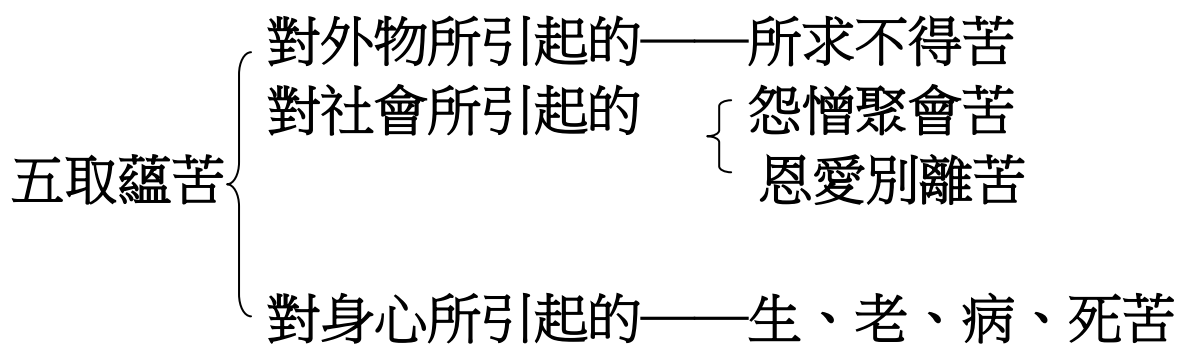 對外物所引起的——所求不得苦
對社會所引起的 怨憎聚會苦
五取蘊苦 恩愛別離苦
對身心所引起的——生、老、病、死苦